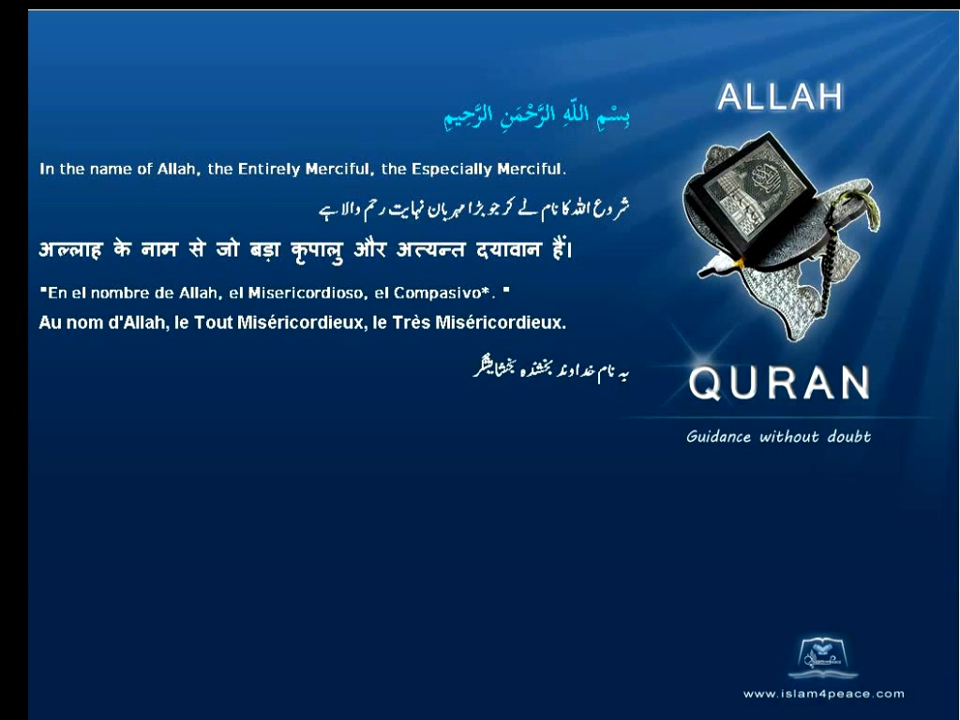 بِسْمِ اللَّهِ الرَّحْمَنِ الرَّحِيمِ
In the name of Allah, the Entirely Merciful, the Especially Merciful.
شروع اللہ کا نام لے کر جو بڑا مہربان نہایت رحم والا ہے
अल्लाह के नाम से जो बड़ा कृपालु और अत्यन्त दयावान हैं।
"En el nombre de Allah, el Misericordioso, el Compasivo*. "
Au nom d'Allah, le Tout Miséricordieux, le Très Miséricordieux.
به نام خداوند بخشنده بخشایشگر
ALLAH
QURAN
Guidance without doubt
www.islam4peace.com